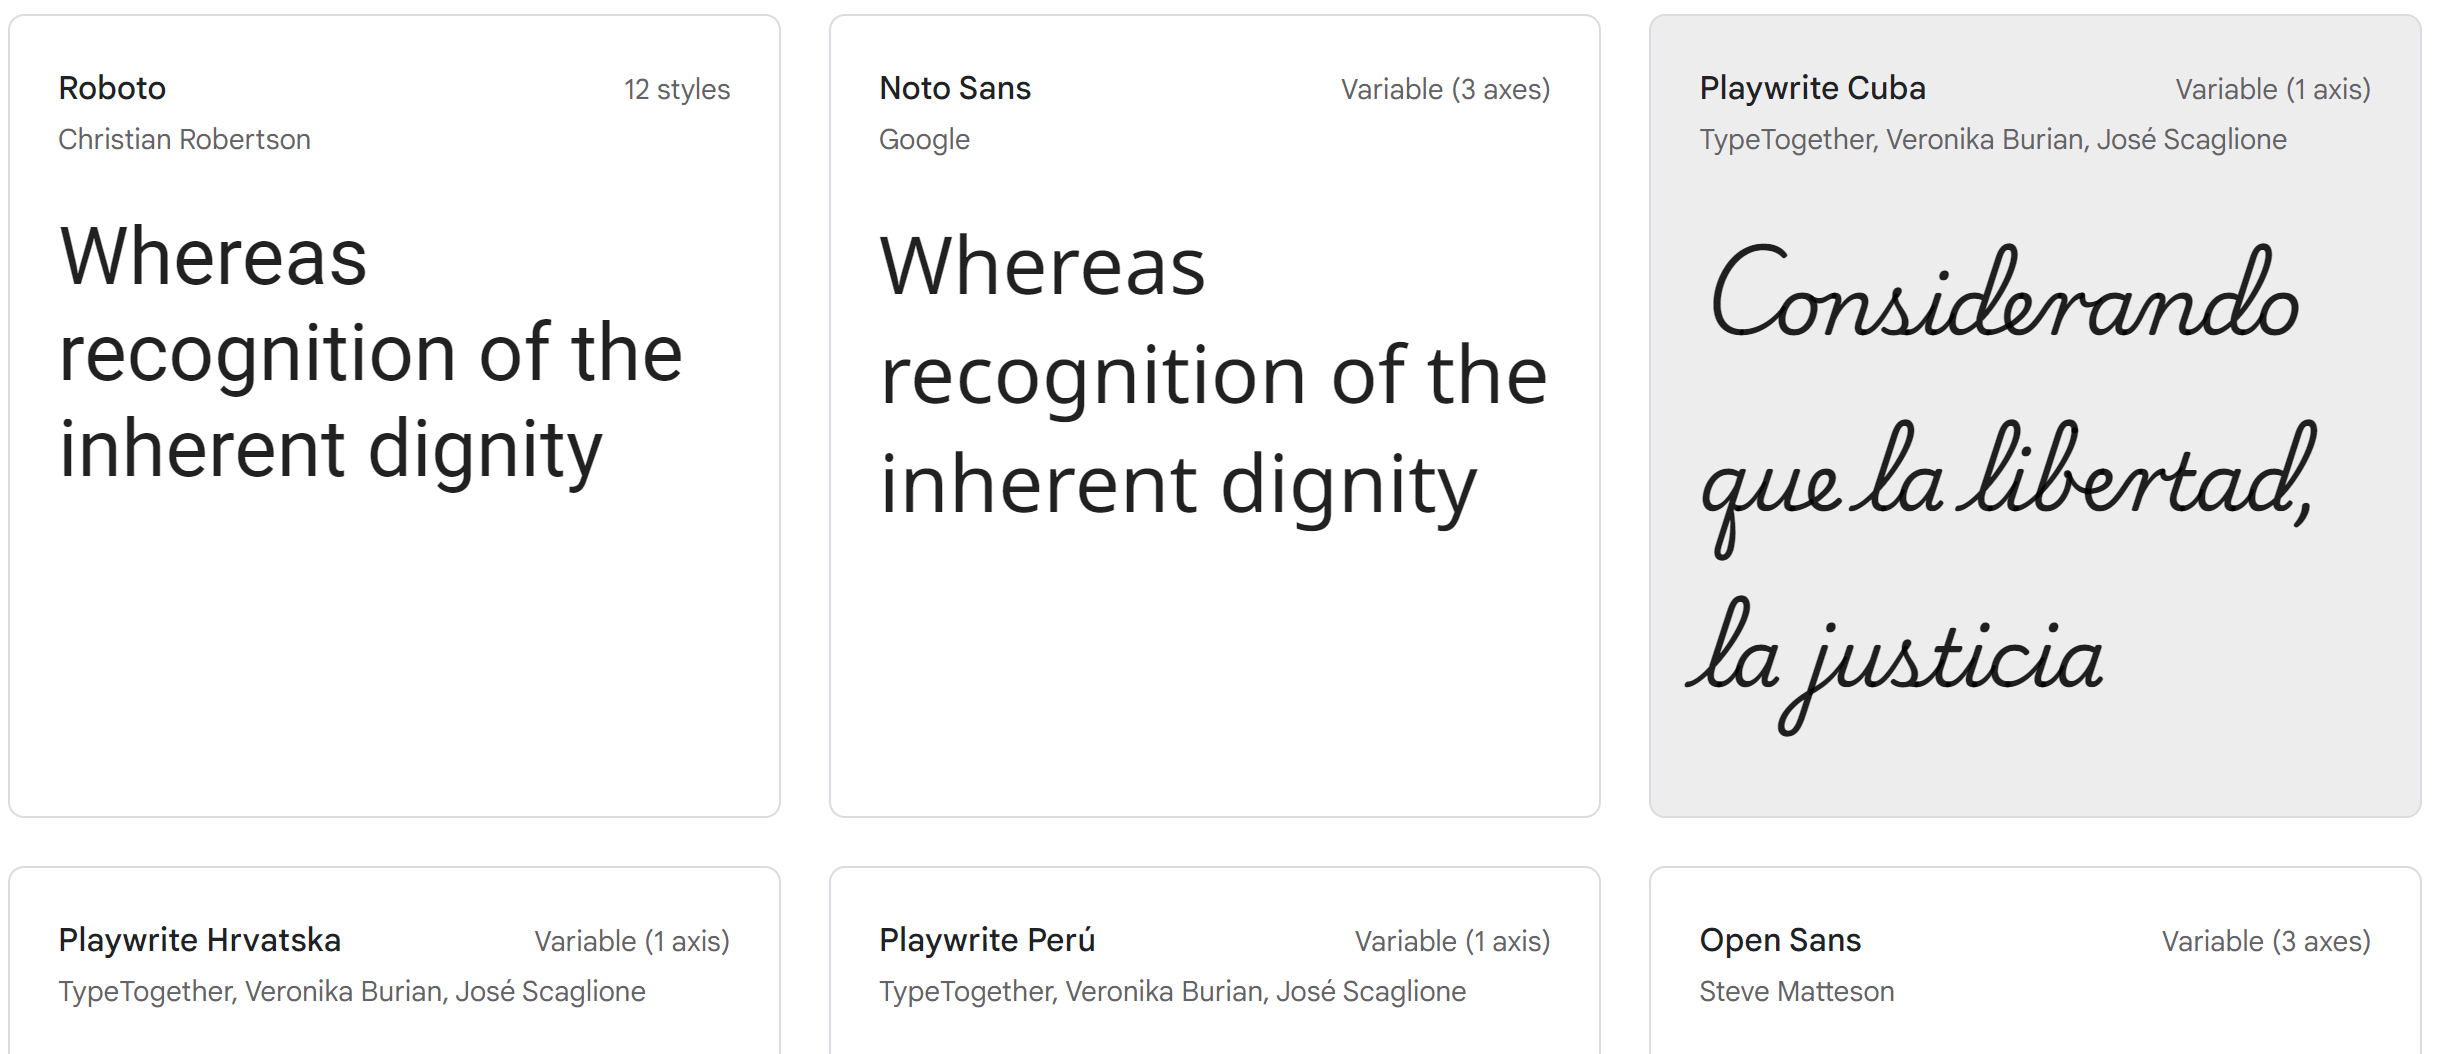 Roboto 12 styles
Christian Robertson
Whereas
recognition of the
inherent dignity
Noto Sans Variable (3 axes)
Google
Whereas
recognition of the
inherent dignity
Playwrite Cuba Variable (1 axis)
TypeTogether, Veronika Burian, José Scaglione
Considerando
que la libertad,
la justicia
Playwrite Hrvatska Variable (1 axis)
TypeTogether, Veronika Burian, José Scaglione
Playwrite Perú Variable (1 axis)
TypeTogether, Veronika Burian, José Scaglione
Open Sans Variable (3 axes)
Steve Matteson